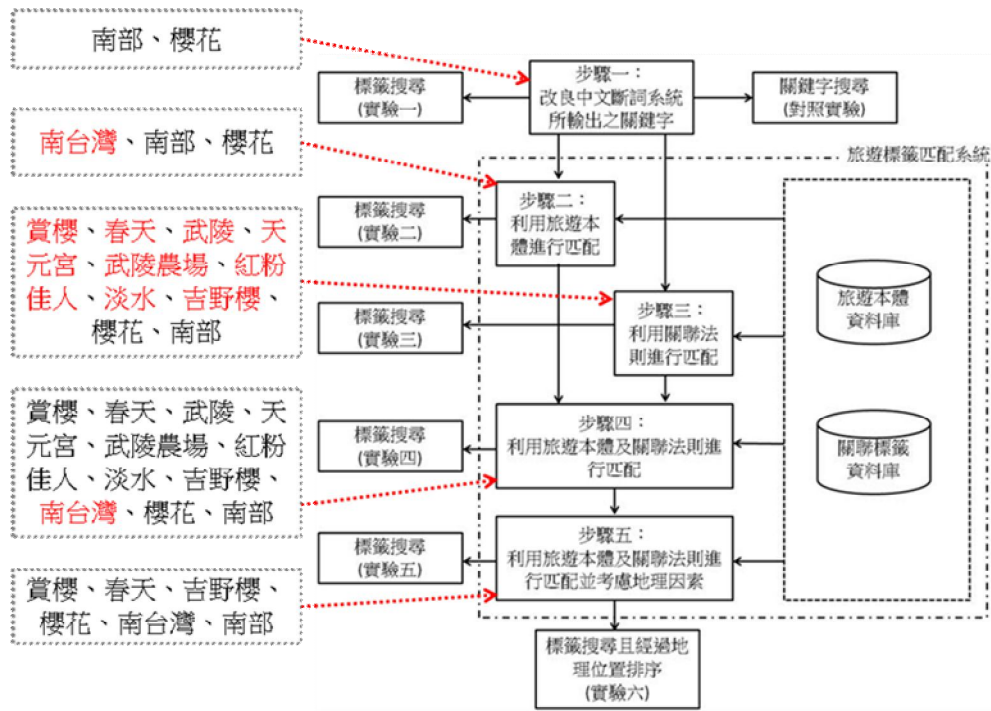 南部、櫻花
南台灣、南部、櫻花
賞櫻、春天、武陵、天
元宮、武陵農場、紅粉
佳人、淡水、吉野櫻、
櫻花、南部
賞櫻、春天、武陵、天
元宮、武陵農場、紅粉
佳人、淡水、吉野櫻、
南台灣、櫻花、南部
賞櫻、春天、吉野櫻、
櫻花、南台灣、南部
標籤搜尋
(實驗一)
步驟一：
改良中文斷詞系統
所輸出之關鍵字
關鍵字搜尋
(對照實驗)
旅遊標籤匹配系統
標籤搜尋
(實驗二)
步驟二：
利用旅遊本
體進行匹配
標籤搜尋
(實驗三)
步驟三：
利用關聯法
則進行匹配
旅遊本體
資料庫
標籤搜尋
(實驗四)
步驟四：
利用旅遊本體及關聯法則進
行匹配
關聯標籤
資料庫
標籤搜尋
(實驗五)
步驟五：
利用旅遊本體及關聯法則進
行匹配並考慮地理因素
標籤搜尋且經過地
理位置排序
(實驗六)